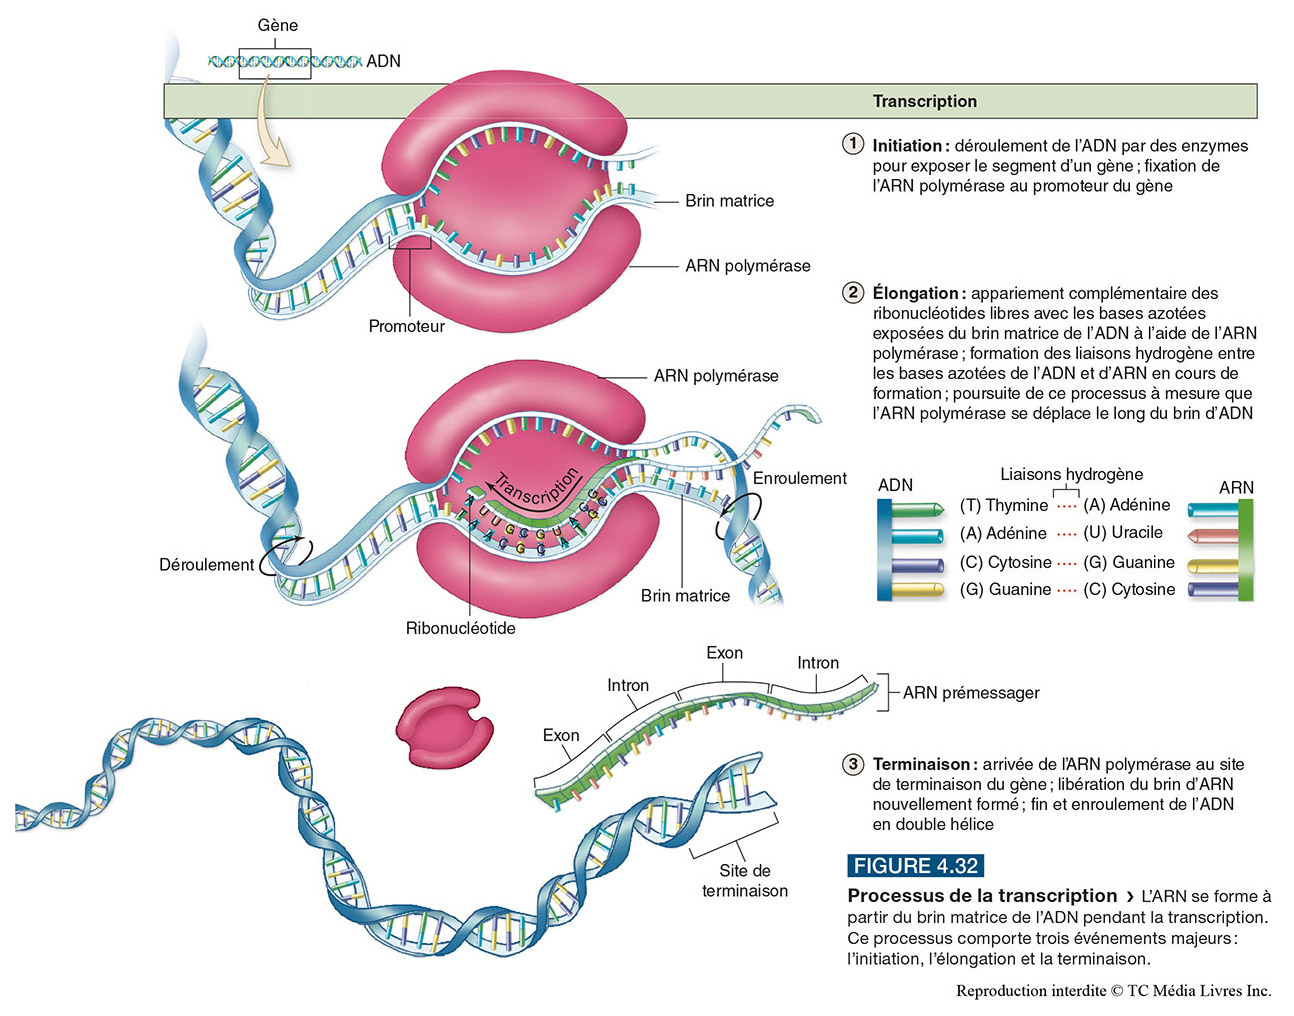 Gène
ADN
Transcription
1 Initiation : déroulement de l’ADN par des enzymes
pour exposer le segment d’un gène ; fixation de
l’ARN polymérase au promoteur du gène
Brin matrice
ARN polymérase
Promoteur
2 Élongation : appariement complémentaire des
ribonucléotides libres avec les bases azotées
exposées du brin matrice de l’ADN à l’aide de l’ARN
polymérase ; formation des liaisons hydrogène entre
les bases azotées de l’ADN et d’ARN en cours de
formation ; poursuite de ce processus à mesure que
l’ARN polymérase se déplace le long du brin d’ADN
ARN polymérase
Transcription
Enroulement
Déroulement
Brin matrice
Ribonucléotide
Liaisons hydrogène
ADN
ARN
(T) Thymine ···· (A) Adénine
(A) Adénine ···· (U) Uracile
(C) Cytosine ···· (G) Guanine
(G) Guanine ···· (C) Cytosine
Exon
Intron
Exon
Intron
ARN prémessager
Site de
terminaison
3 Terminaison : arrivée de l’ARN polymérase au site
de terminaison du gène ; libération du brin d’ARN
nouvellement formé ; fin et enroulement de l’ADN
en double hélice
FIGURE 4.32
Processus de la transcription › L’ARN se forme à
partir du brin matrice de l’ADN pendant la transcription.
Ce processus comporte trois événements majeurs :
l’initiation, l’élongation et la terminaison.
Reproduction interdite © TC Média Livres Inc.